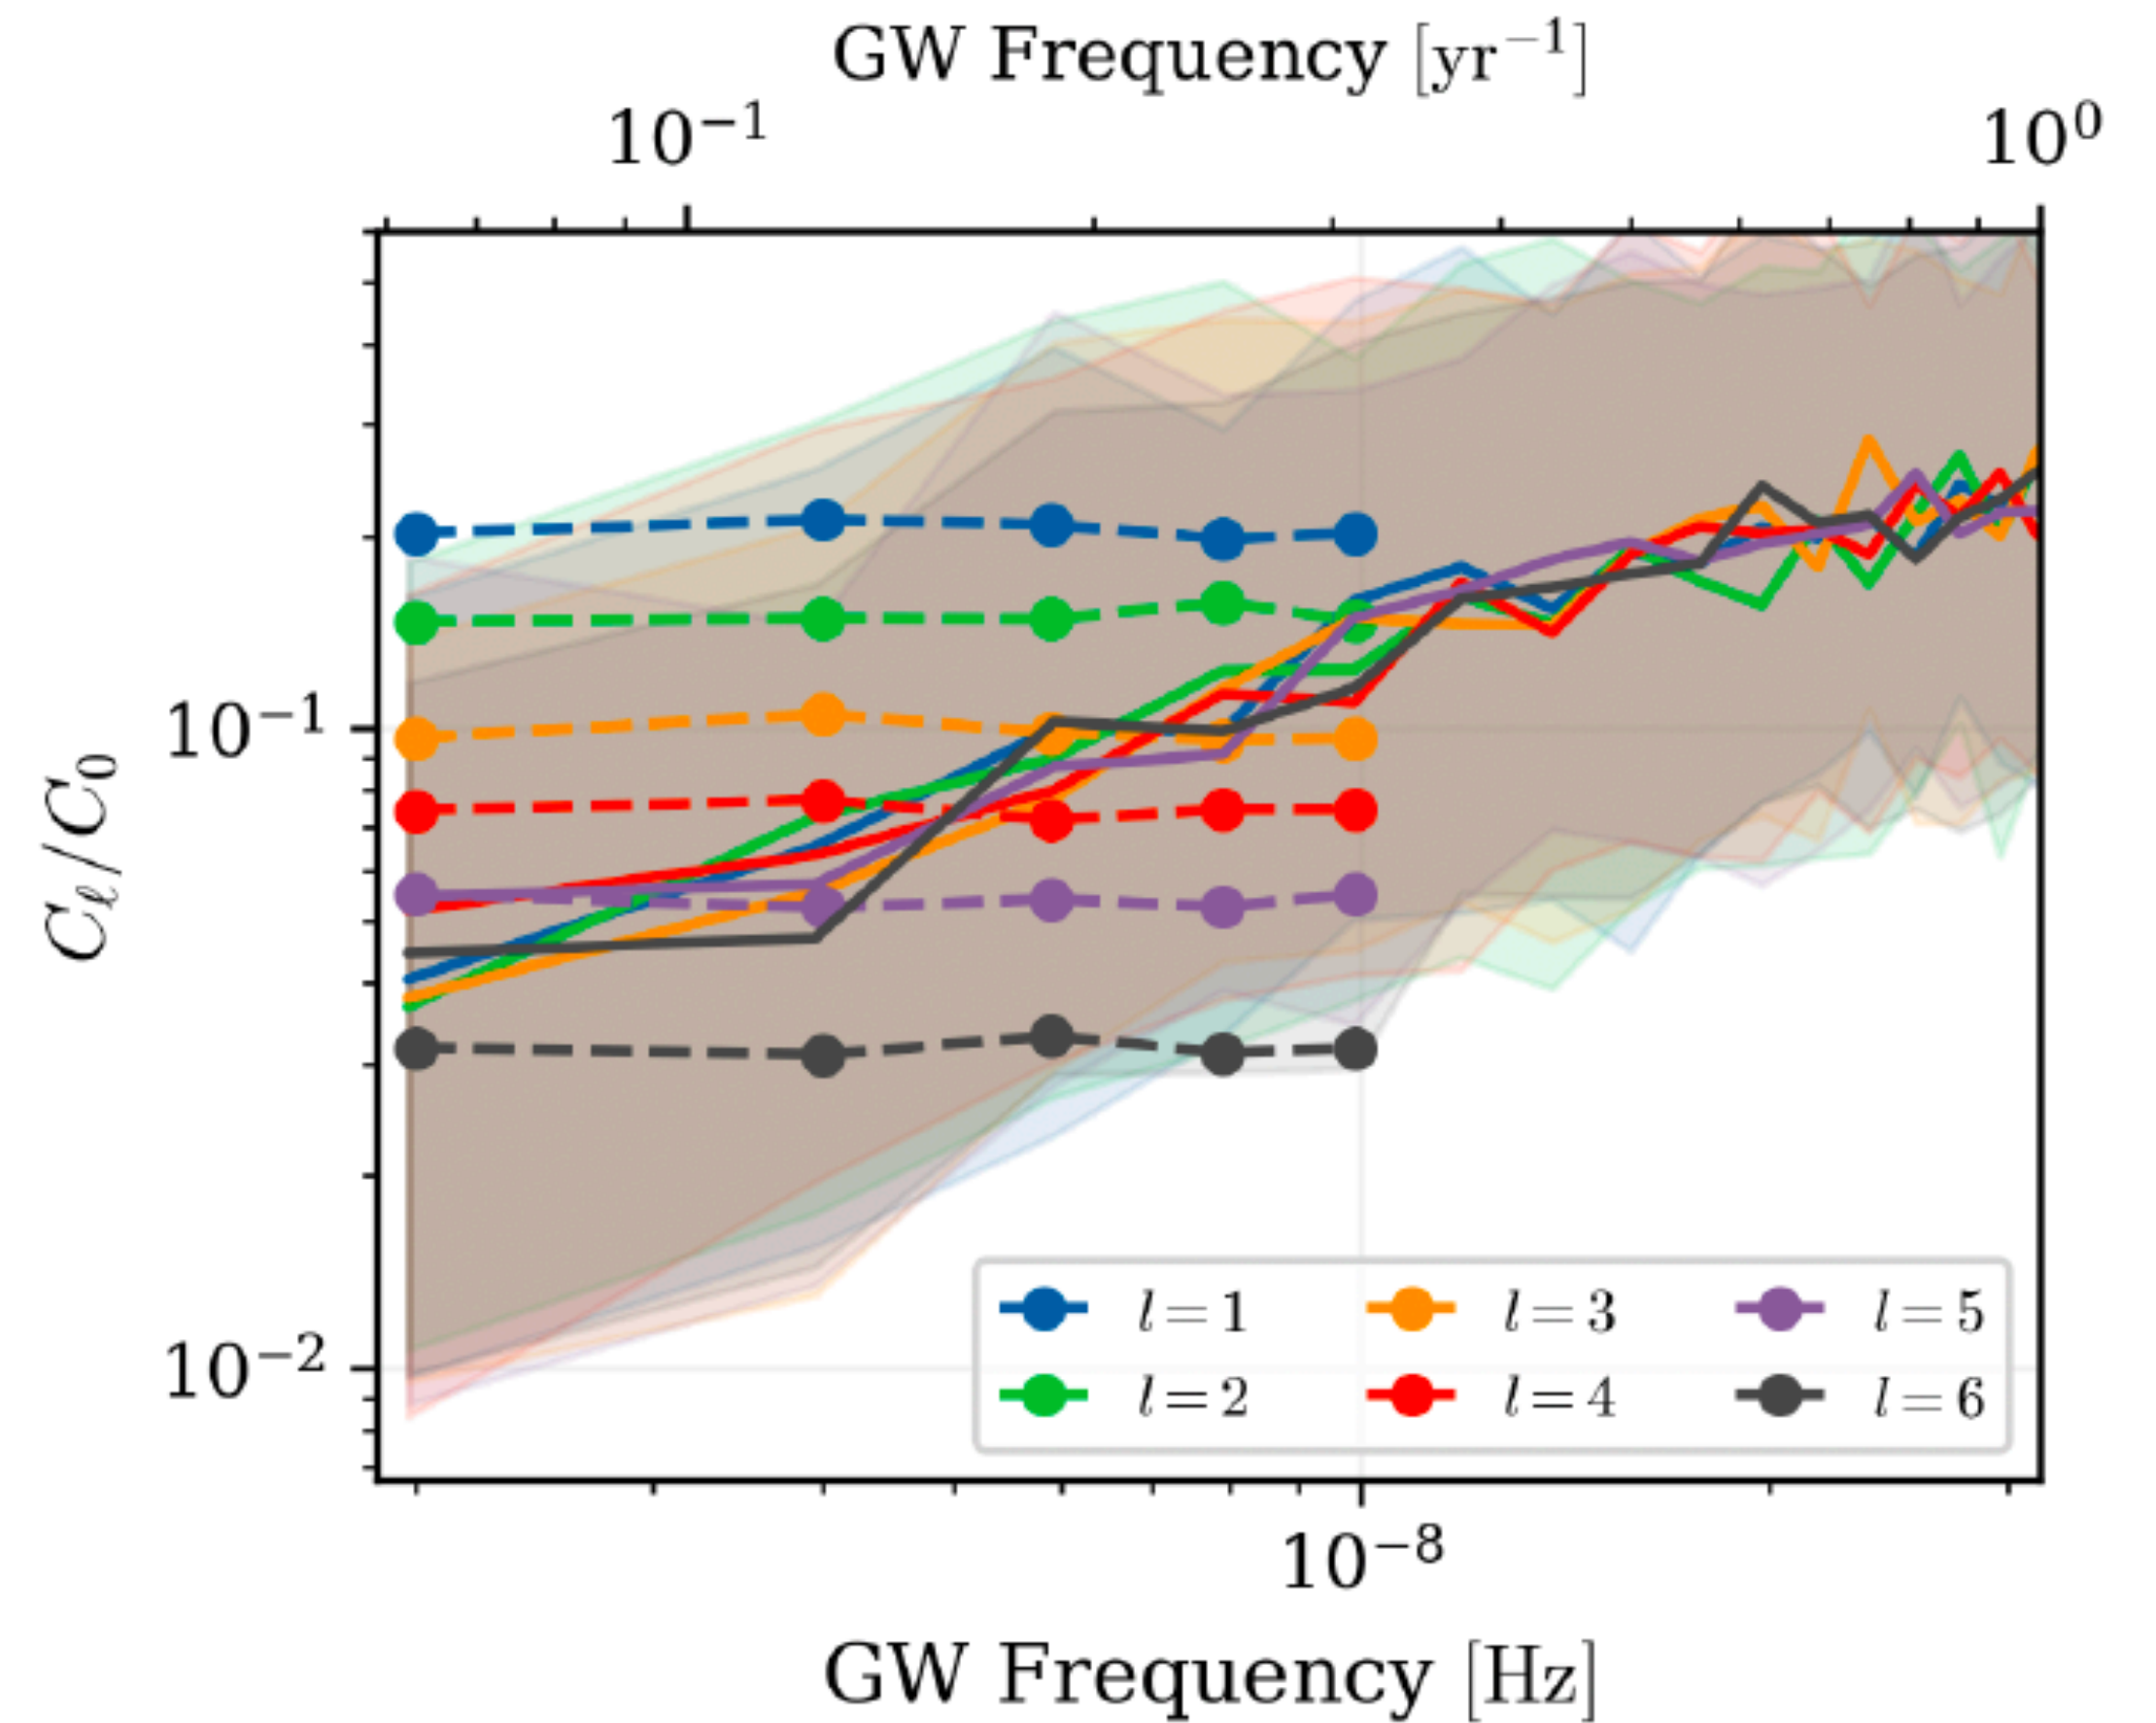 GW Frequency [yr⁻¹]
10⁻¹ 10⁰
C_ℓ/C₀
10⁻¹
10⁻²
l = 1 l = 3 l = 5
l = 2 l = 4 l = 6
10⁻⁸
GW Frequency [Hz]